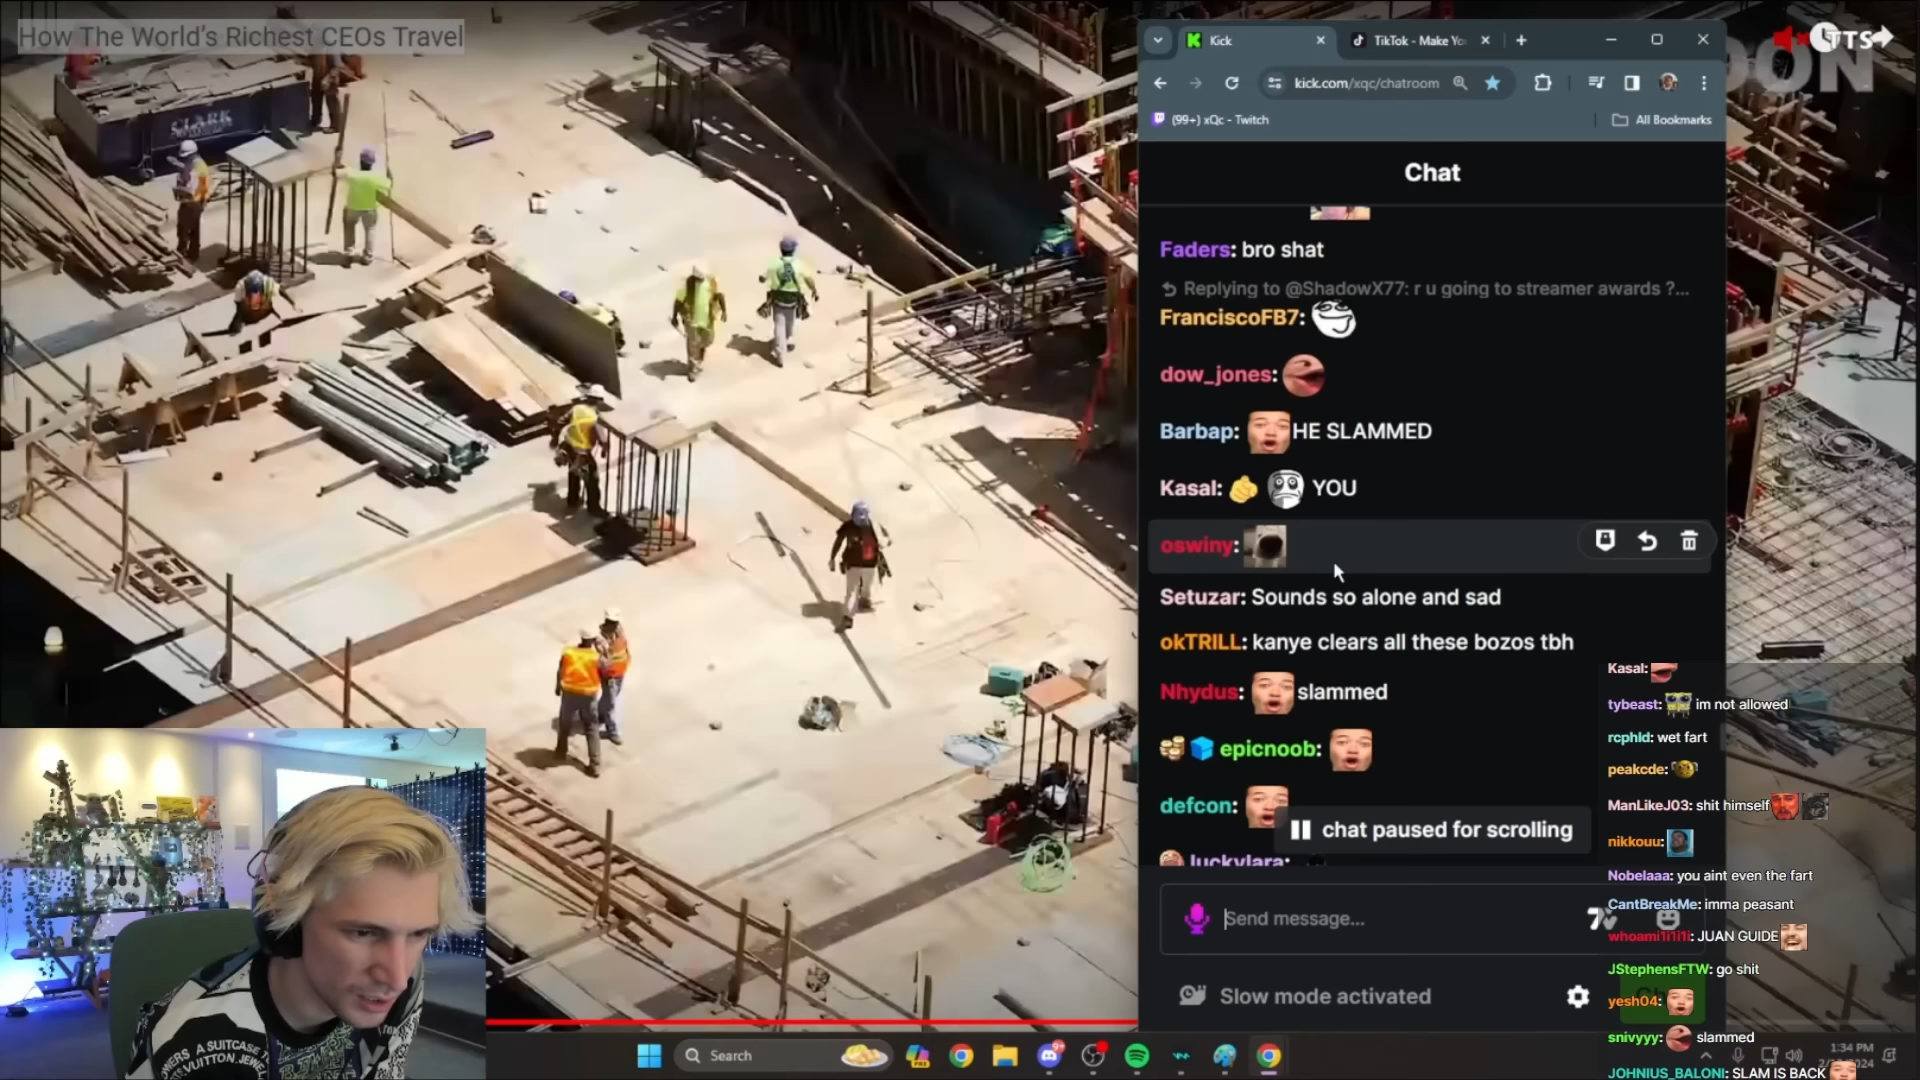 How The World's Richest CEOs Travel
Kick
TikTok - Make Yo
TTS
kick.com/xqc/chatroom
(99+) xQc - Twitch
All Bookmarks
Chat
CLARK
Faders: bro shat
Replying to @ShadowX77: r u going to streamer awards ?...
FranciscoFB7:
dow_jones:
Barbap: HE SLAMMED
Kasal: YOU
oswiny:
Setuzar: Sounds so alone and sad
okTRILL: kanye clears all these bozos tbh
Nhydus: slammed
epicnoob:
defcon:
chat paused for scrolling
luckylara:
Send message...
Slow mode activated
Kasal:
tybeast: im not allowed
rcphld: wet fart
peakcde:
ManLikeJ03: shit himself
nikkouu:
Nobelaaa: you aint even the fart
CantBreakMe: imma peasant
whoami1i1i1i: JUAN GUIDE
JStephensFTW: go shit
yesh04:
snivyyy: slammed
JOHNIUS_BALONI: SLAM IS BACK
Search
1:34 PM
A SUITCASE
VUITTON